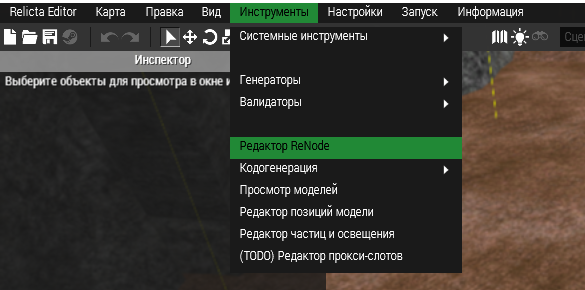 Relicta Editor Карта Правка Вид Инструменты Настройки Запуск Информация
Сце
Инспектор
Выберите объекты для просмотра в окне и
Системные инструменты
Генераторы
Валидаторы
Редактор ReNode
Кодогенерация
Просмотр моделей
Редактор позиций модели
Редактор частиц и освещения
(TODO) Редактор прокси-слотов